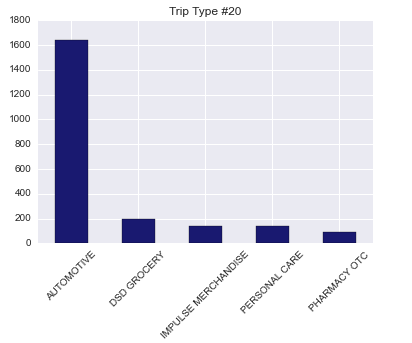 Trip Type #20
1800
1600
1400
1200
1000
800
600
400
200
0
AUTOMOTIVE
DSD GROCERY
IMPULSE MERCHANDISE
PERSONAL CARE
PHARMACY OTC